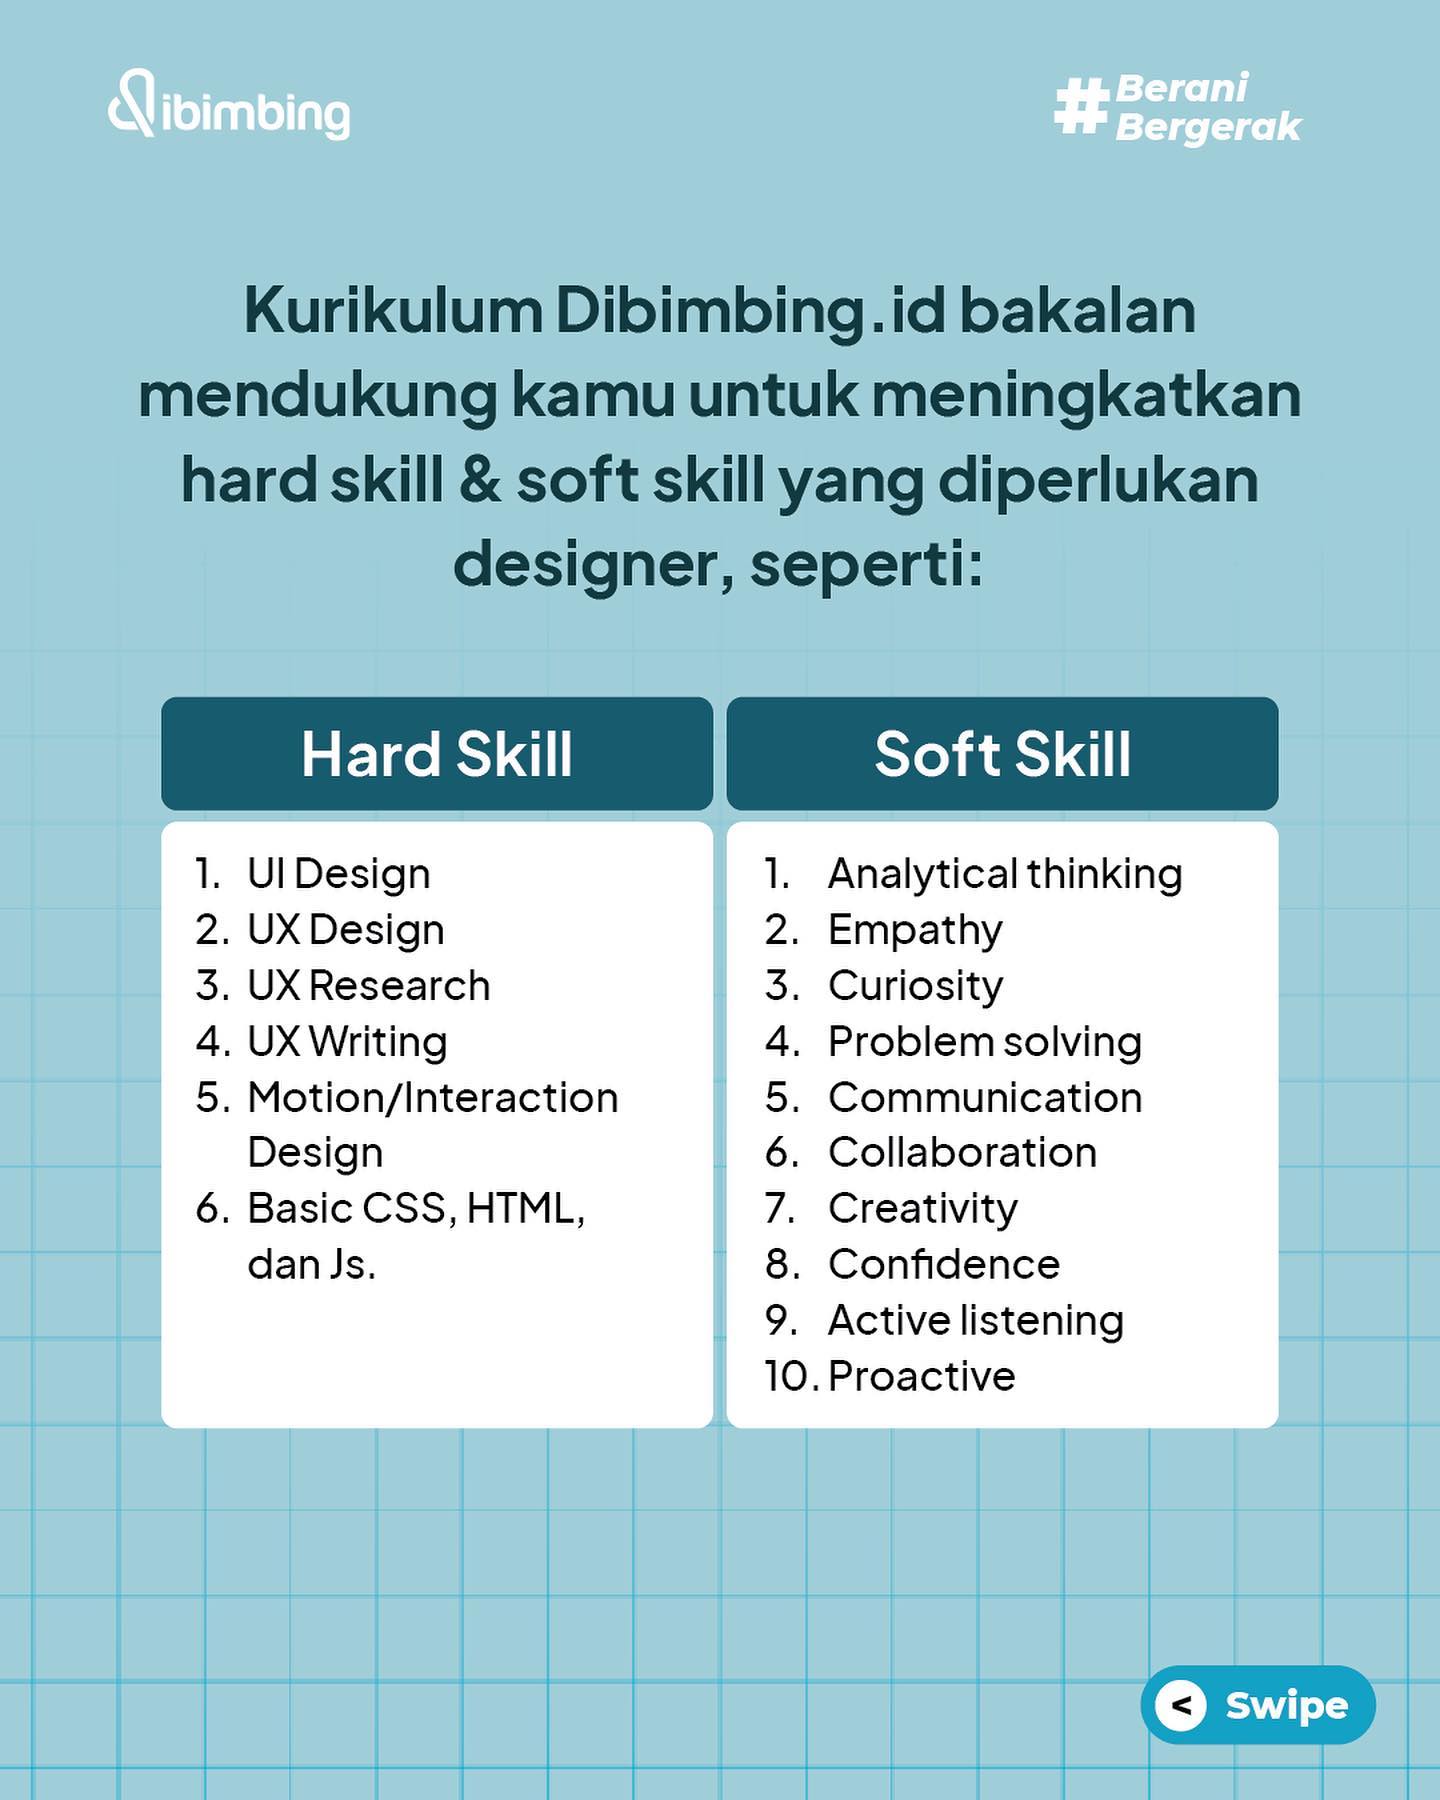 Dibimbing
#Berani
Bergerak
Kurikulum Dibimbing.id bakalan
mendukung kamu untuk meningkatkan
hard skill & soft skill yang diperlukan
designer, seperti:
Hard Skill
1. UI Design
2. UX Design
3. UX Research
4. UX Writing
5. Motion/Interaction
Design
6. Basic CSS, HTML,
dan Js.
Soft Skill
1. Analytical thinking
2. Empathy
3. Curiosity
4. Problem solving
5. Communication
6. Collaboration
7. Creativity
8. Confidence
9. Active listening
10. Proactive
< Swipe